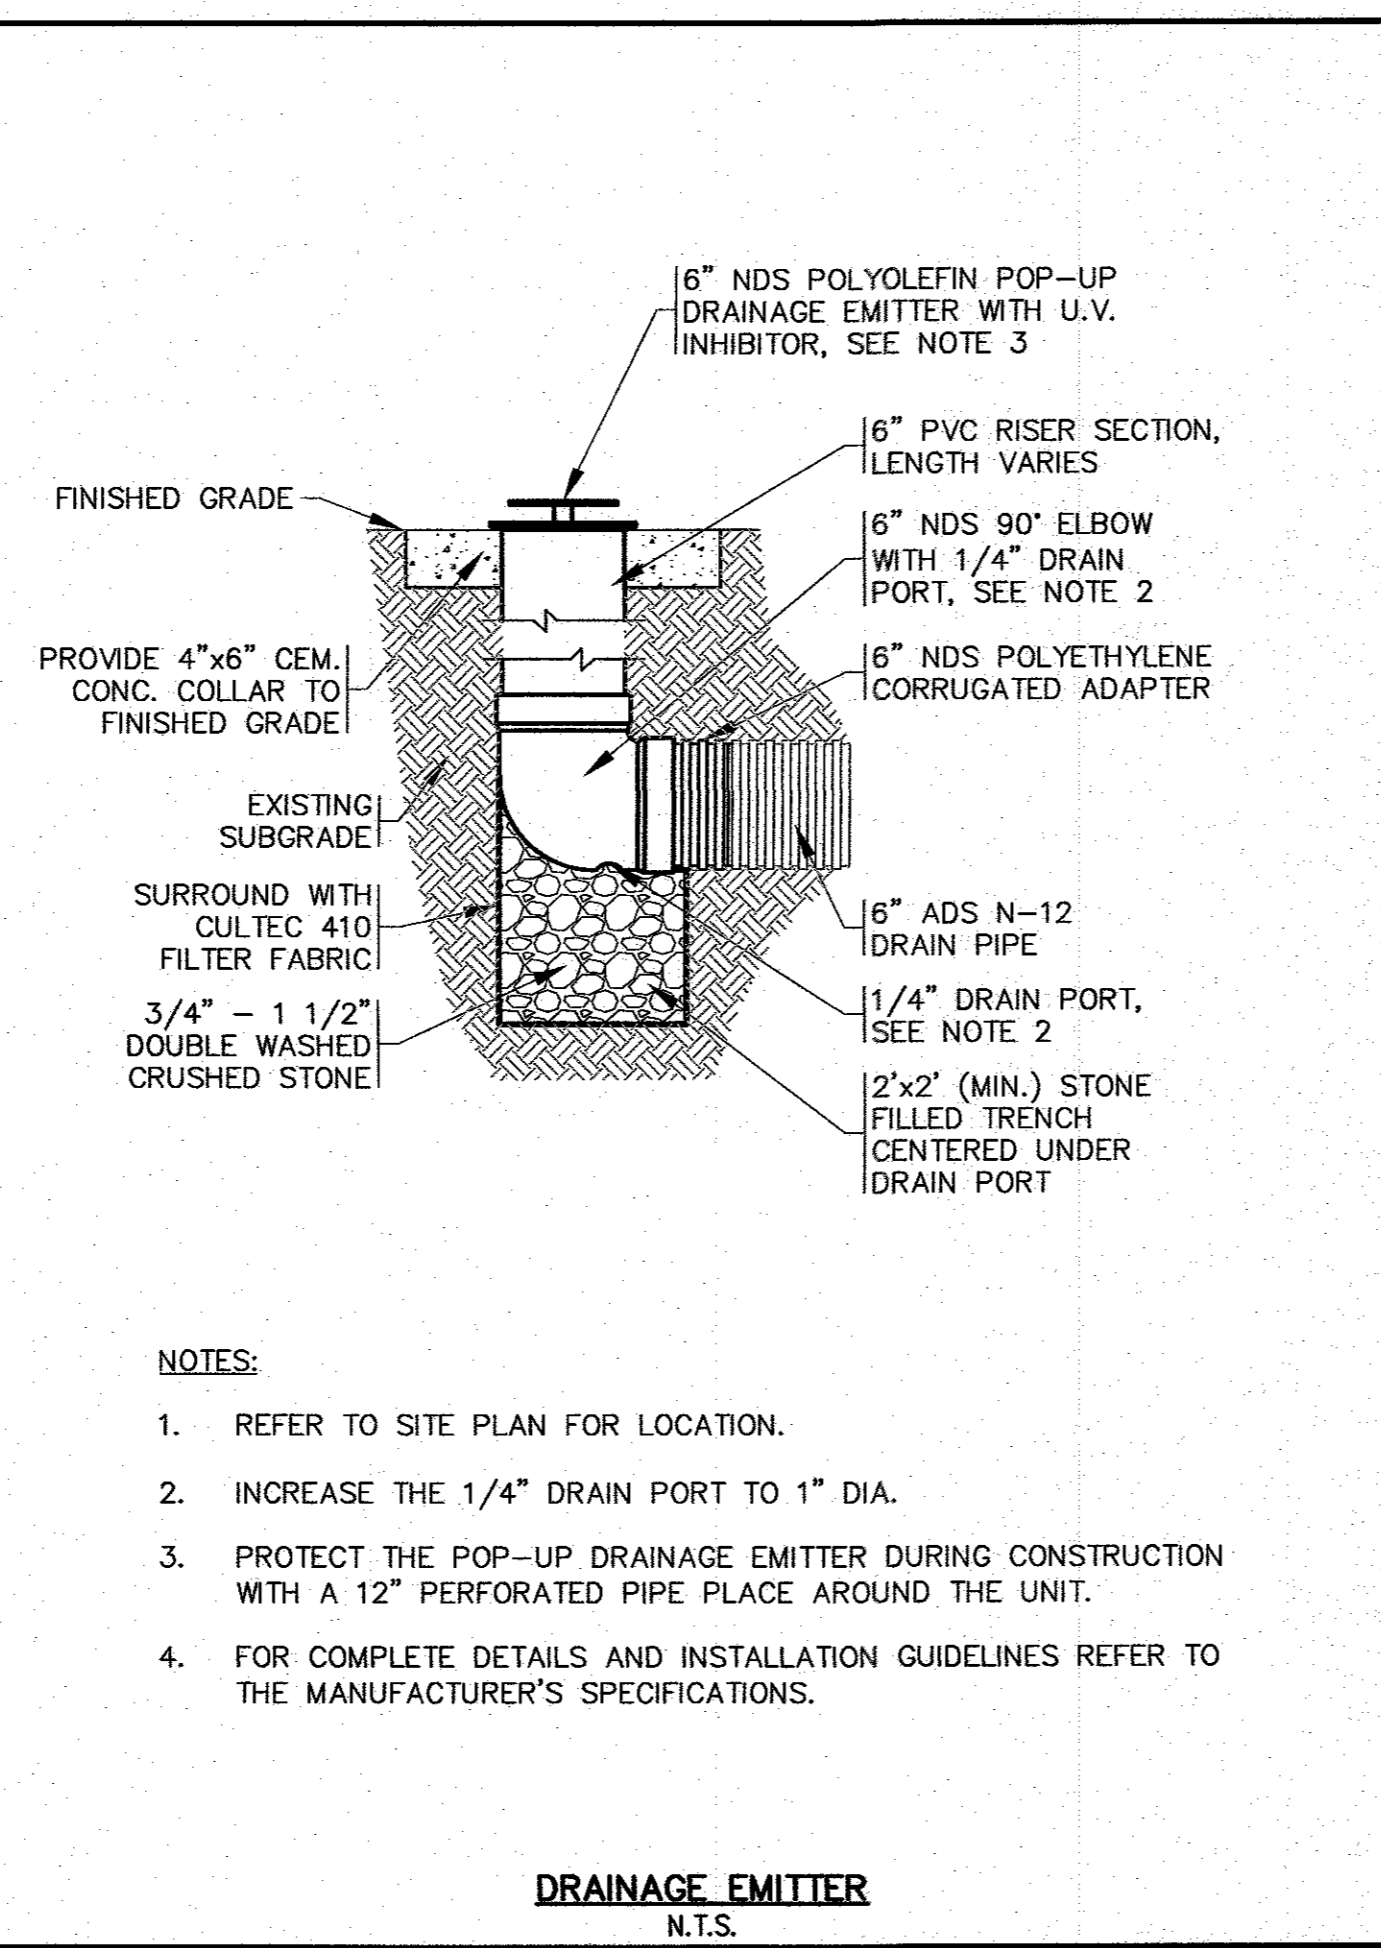 6" NDS POLYOLEFIN POP-UP
DRAINAGE EMITTER WITH U.V.
INHIBITOR, SEE NOTE 3
6" PVC RISER SECTION,
LENGTH VARIES
FINISHED GRADE
6" NDS 90° ELBOW
WITH 1/4" DRAIN
PORT, SEE NOTE 2
PROVIDE 4"x6" CEM.
CONC. COLLAR TO
FINISHED GRADE
6" NDS POLYETHYLENE
CORRUGATED ADAPTER
EXISTING
SUBGRADE
SURROUND WITH
CULTEC 410
FILTER FABRIC
6" ADS N-12
DRAIN PIPE
3/4" - 1 1/2"
DOUBLE WASHED
CRUSHED STONE
1/4" DRAIN PORT,
SEE NOTE 2
2'x2' (MIN.) STONE
FILLED TRENCH
CENTERED UNDER
DRAIN PORT
NOTES:
1. REFER TO SITE PLAN FOR LOCATION.
2. INCREASE THE 1/4" DRAIN PORT TO 1" DIA.
3. PROTECT THE POP-UP DRAINAGE EMITTER DURING CONSTRUCTION
WITH A 12" PERFORATED PIPE PLACE AROUND THE UNIT.
4. FOR COMPLETE DETAILS AND INSTALLATION GUIDELINES REFER TO
THE MANUFACTURER'S SPECIFICATIONS.
DRAINAGE EMITTER
N.T.S.